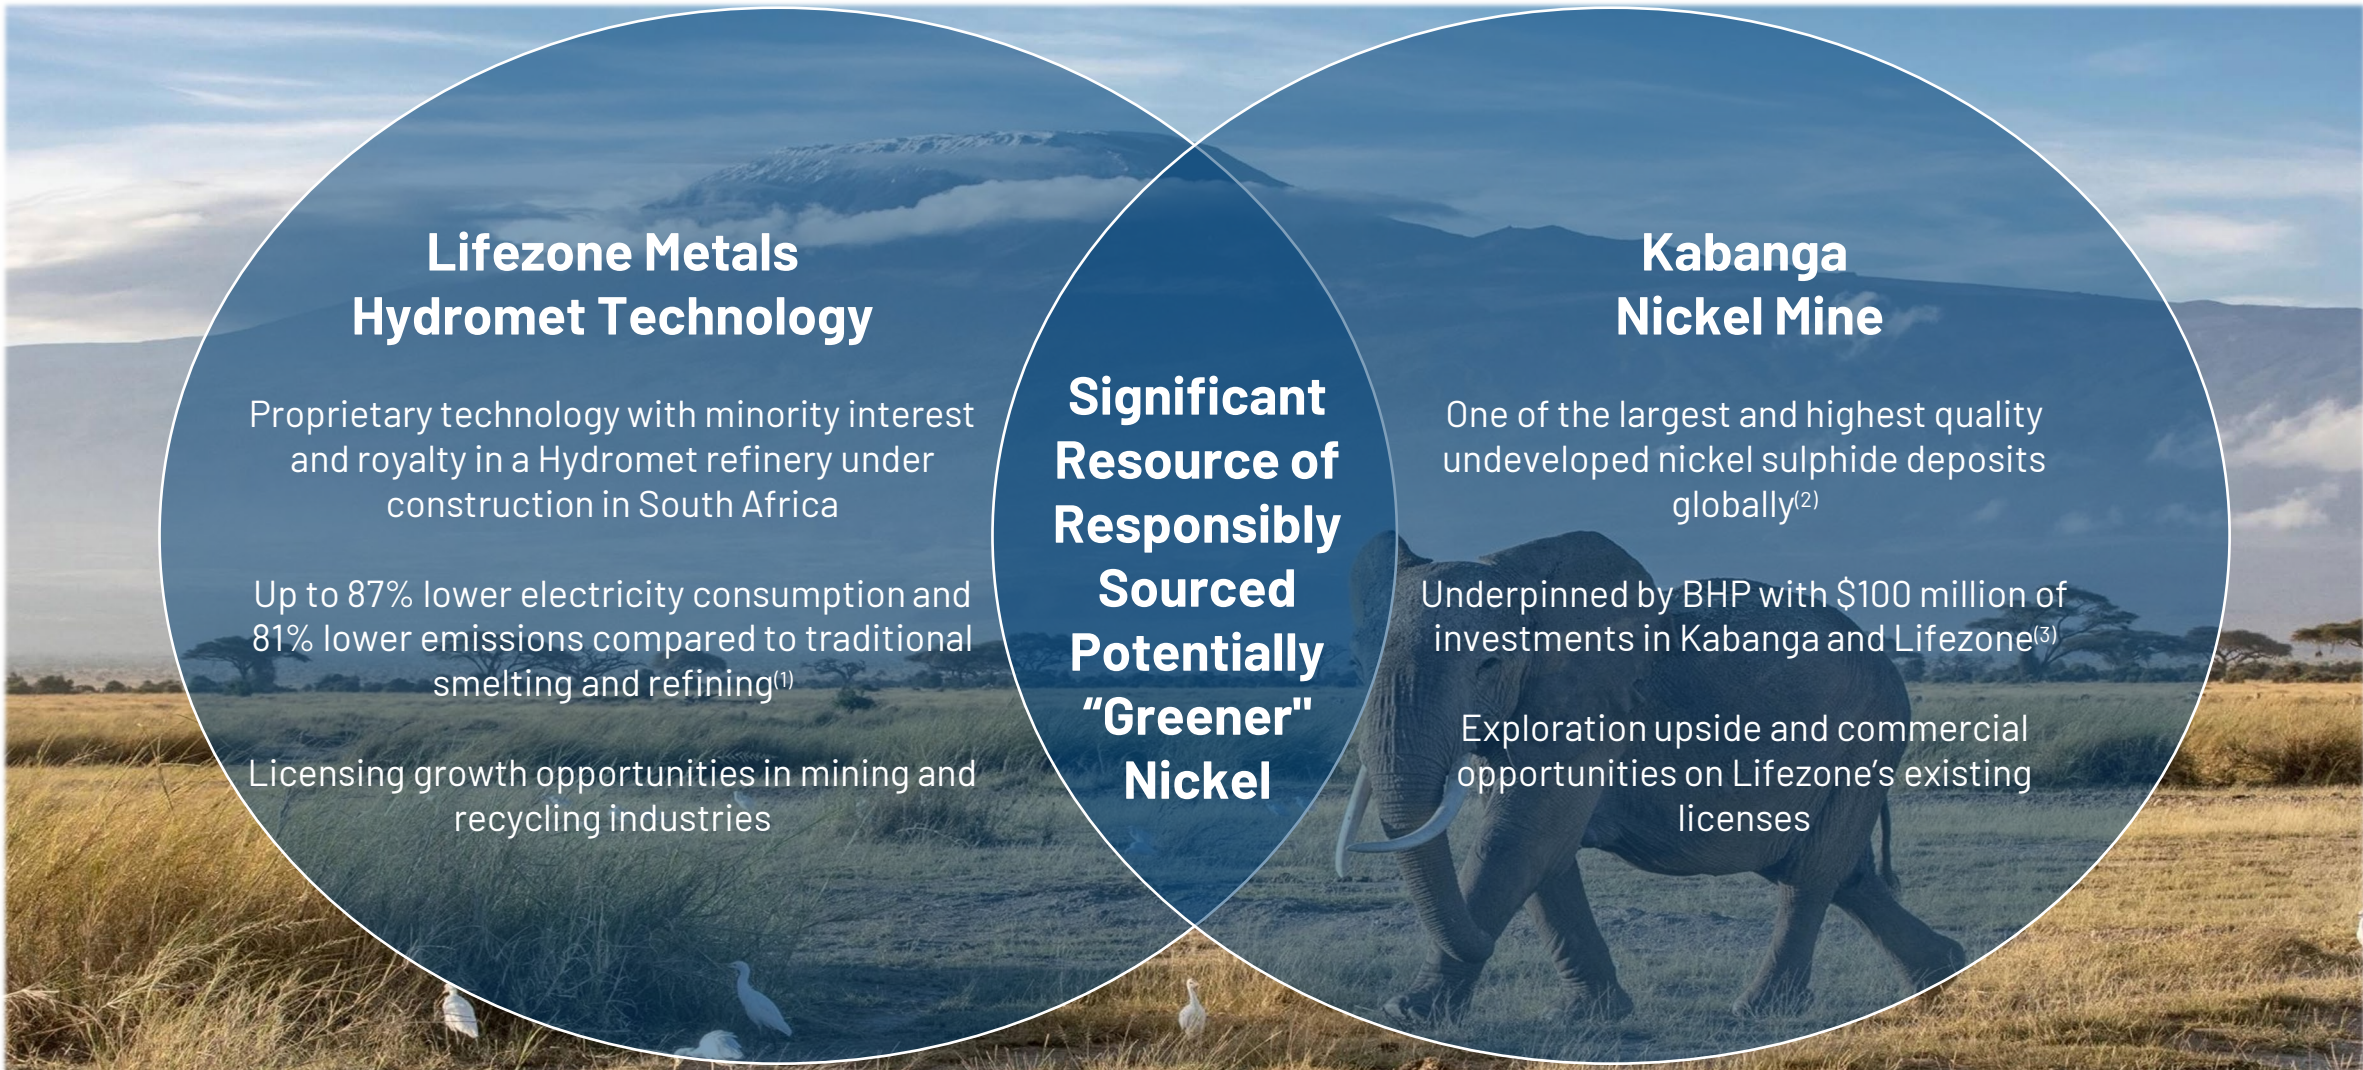 Lifezone Metals
Hydromet Technology
Proprietary technology with minority interest
and royalty in a Hydromet refinery under
construction in South Africa
Up to 87% lower electricity consumption and
81% lower emissions compared to traditional
smelting and refining(1)
Licensing growth opportunities in mining and
recycling industries
Significant
Resource of
Responsibly
Sourced
Potentially
“Greener"
Nickel
Kabanga
Nickel Mine
One of the largest and highest quality
undeveloped nickel sulphide deposits
globally(2)
Underpinned by BHP with $100 million of
investments in Kabanga and Lifezone(3)
Exploration upside and commercial
opportunities on Lifezone’s existing
licenses